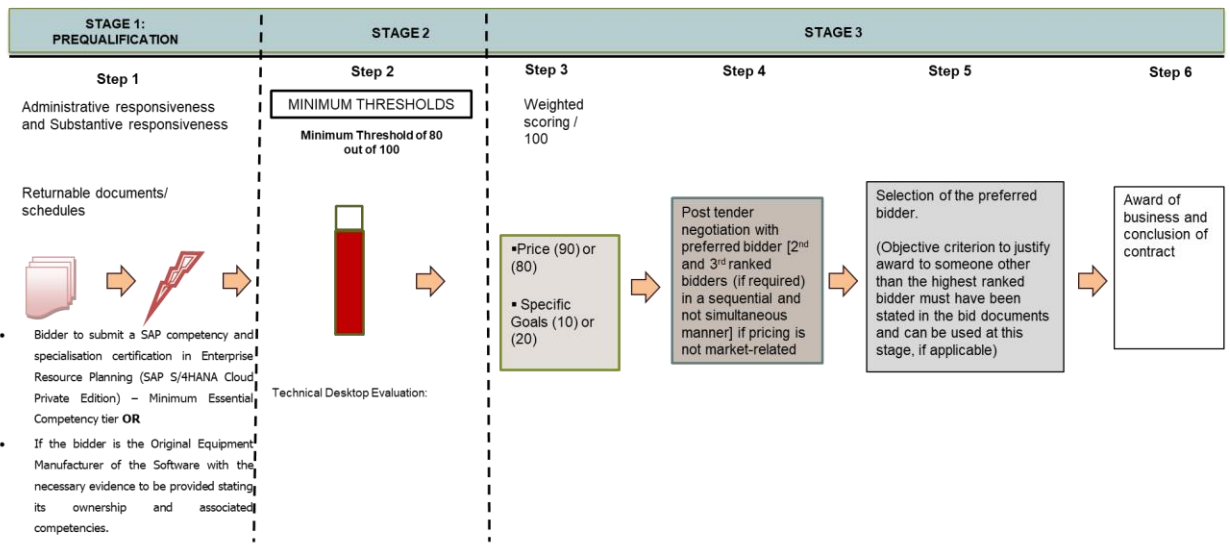 STAGE 1:
PREQUALIFICATION
STAGE 2
STAGE 3
Step 1
Administrative responsiveness
and Substantive responsiveness
Returnable documents/
schedules
• Bidder to submit a SAP competency and
specialisation certification in Enterprise
Resource Planning (SAP S/4HANA Cloud
Private Edition) – Minimum Essential
Competency tier OR
• If the bidder is the Original Equipment
Manufacturer of the Software with the
necessary evidence to be provided stating
its ownership and associated
competencies.
Step 2
MINIMUM THRESHOLDS
Minimum Threshold of 80
out of 100
Technical Desktop Evaluation:
Step 3
Weighted
scoring /
100
▪Price (90) or
(80)
▪ Specific
Goals (10) or
(20)
Step 4
Post tender
negotiation with
preferred bidder [2nd
and 3rd ranked
bidders (if required)
in a sequential and
not simultaneous
manner] if pricing is
not market-related
Step 5
Selection of the preferred
bidder.
(Objective criterion to justify
award to someone other
than the highest ranked
bidder must have been
stated in the bid documents
and can be used at this
stage, if applicable)
Step 6
Award of
business and
conclusion of
contract